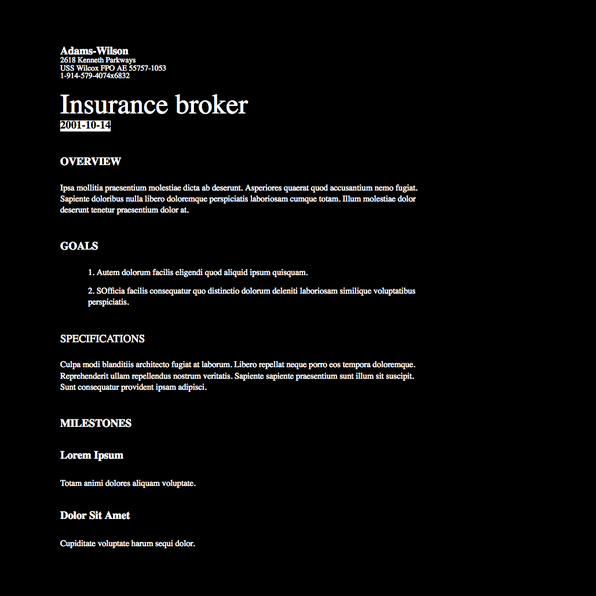 Adams-Wilson
2618 Kenneth Parkways
USS Wilcox FPO AE 55757-1053
1-914-579-4074x6832
Insurance broker
2001-10-14
OVERVIEW
Ipsa mollitia praesentium molestiae dicta ab deserunt. Asperiores quaerat quod accusantium nemo fugiat.
Sapiente doloribus nulla libero doloremque perspiciatis laboriosam cumque totam. Illum molestiae dolor
deserunt tenetur praesentium dolor at.
GOALS
1. Autem dolorum facilis eligendi quod aliquid ipsum quisquam.
2. SOfficia facilis consequatur quo distinctio dolorum deleniti laboriosam similique voluptatibus
perspiciatis.
SPECIFICATIONS
Culpa modi blanditiis architecto fugiat at laborum. Libero repellat neque porro eos tempora doloremque.
Reprehenderit ullam repellendus nostrum veritatis. Sapiente sapiente praesentium sunt illum sit suscipit.
Sunt consequatur provident ipsam adipisci.
MILESTONES
Lorem Ipsum
Totam animi dolores aliquam voluptate.
Dolor Sit Amet
Cupiditate voluptate harum sequi dolor.